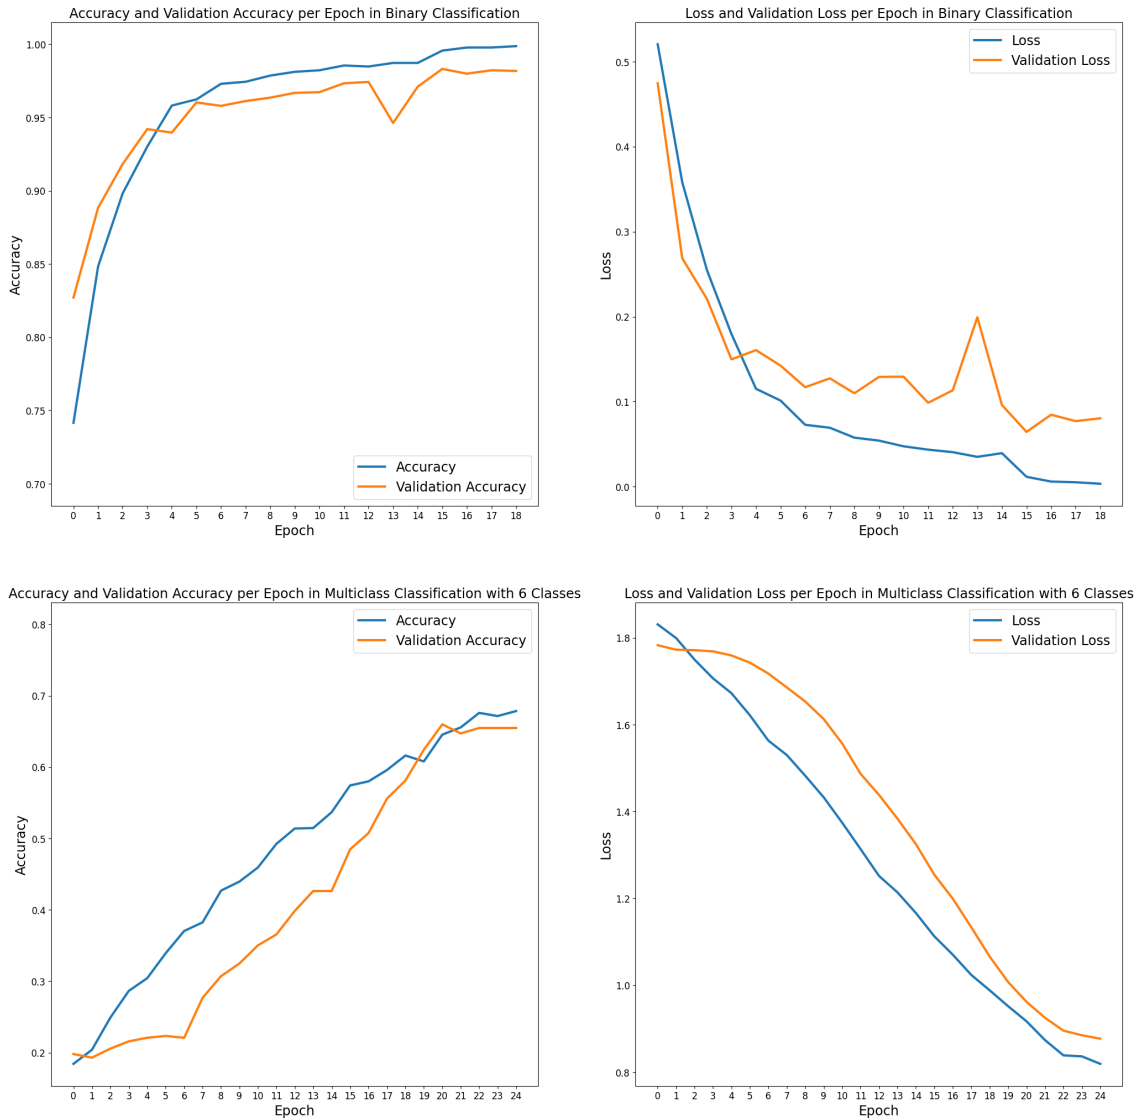 Accuracy and Validation Accuracy per Epoch in Binary Classification
1.00
0.95
0.90
0.85
0.80
0.75
0.70
Accuracy
Accuracy
Validation Accuracy
0 1 2 3 4 5 6 7 8 9 10 11 12 13 14 15 16 17 18
Epoch
Loss and Validation Loss per Epoch in Binary Classification
0.5
0.4
0.3
0.2
0.1
0.0
Loss
Loss
Validation Loss
0 1 2 3 4 5 6 7 8 9 10 11 12 13 14 15 16 17 18
Epoch
Accuracy and Validation Accuracy per Epoch in Multiclass Classification with 6 Classes
0.8
0.7
0.6
0.5
0.4
0.3
0.2
Accuracy
Accuracy
Validation Accuracy
0 1 2 3 4 5 6 7 8 9 10 11 12 13 14 15 16 17 18 19 20 21 22 23 24
Epoch
Loss and Validation Loss per Epoch in Multiclass Classification with 6 Classes
1.8
1.6
1.4
1.2
1.0
0.8
Loss
Loss
Validation Loss
0 1 2 3 4 5 6 7 8 9 10 11 12 13 14 15 16 17 18 19 20 21 22 23 24
Epoch